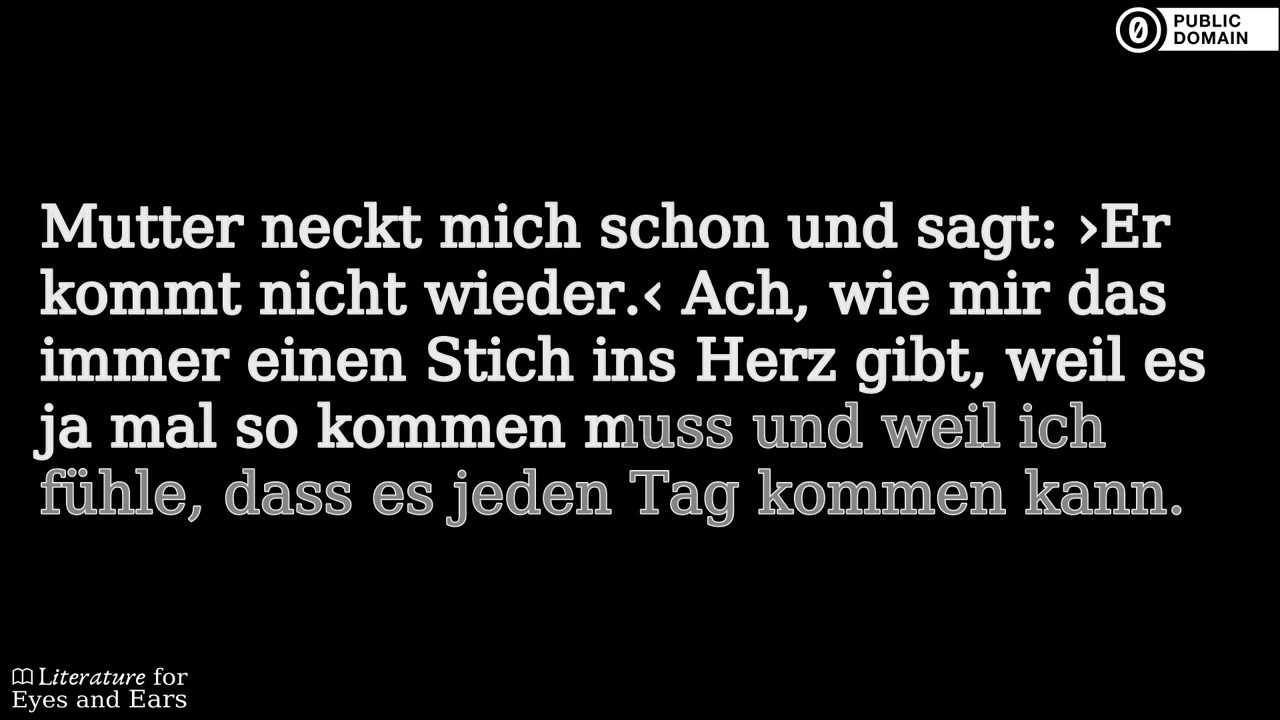 PUBLIC
DOMAIN
Mutter neckt mich schon und sagt: ›Er
kommt nicht wieder.‹ Ach, wie mir das
immer einen Stich ins Herz gibt, weil es
ja mal so kommen muss und weil ich
fühle, dass es jeden Tag kommen kann.
Literature for
Eyes and Ears